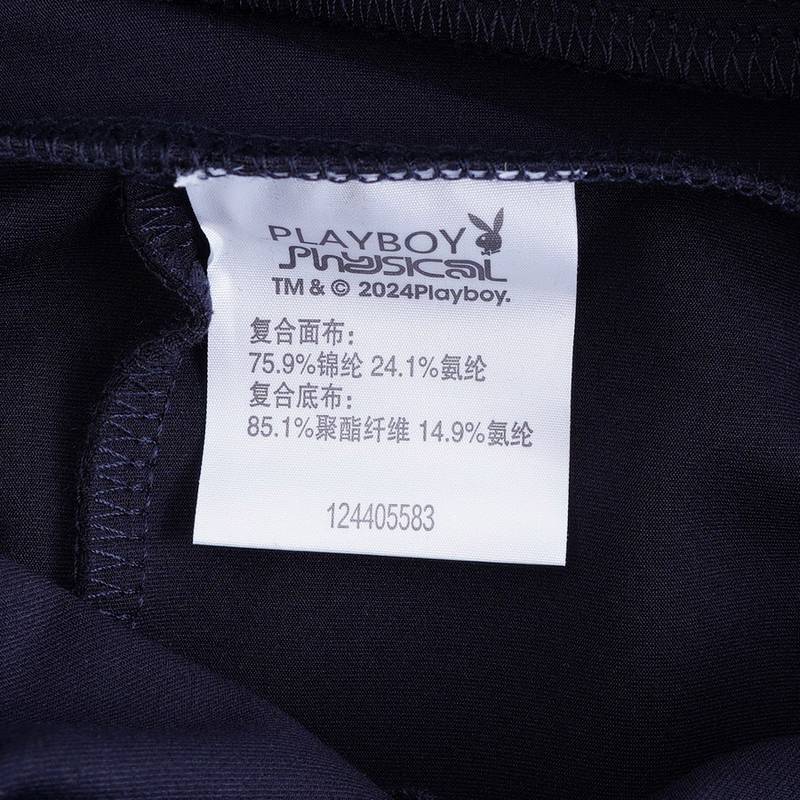 PLAYBOY
Physical
TM & © 2024Playboy.
复合面布：
75.9%锦纶 24.1%氨纶
复合底布：
85.1%聚酯纤维 14.9%氨纶
124405583